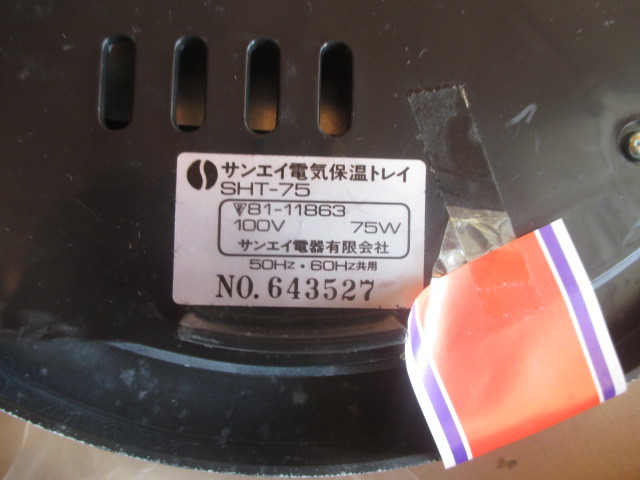 サンエイ電気保温トレイ
SHT-75
81-11863
100V 75W
サンエイ電器有限会社
50Hz・60Hz共用
NO. 643527